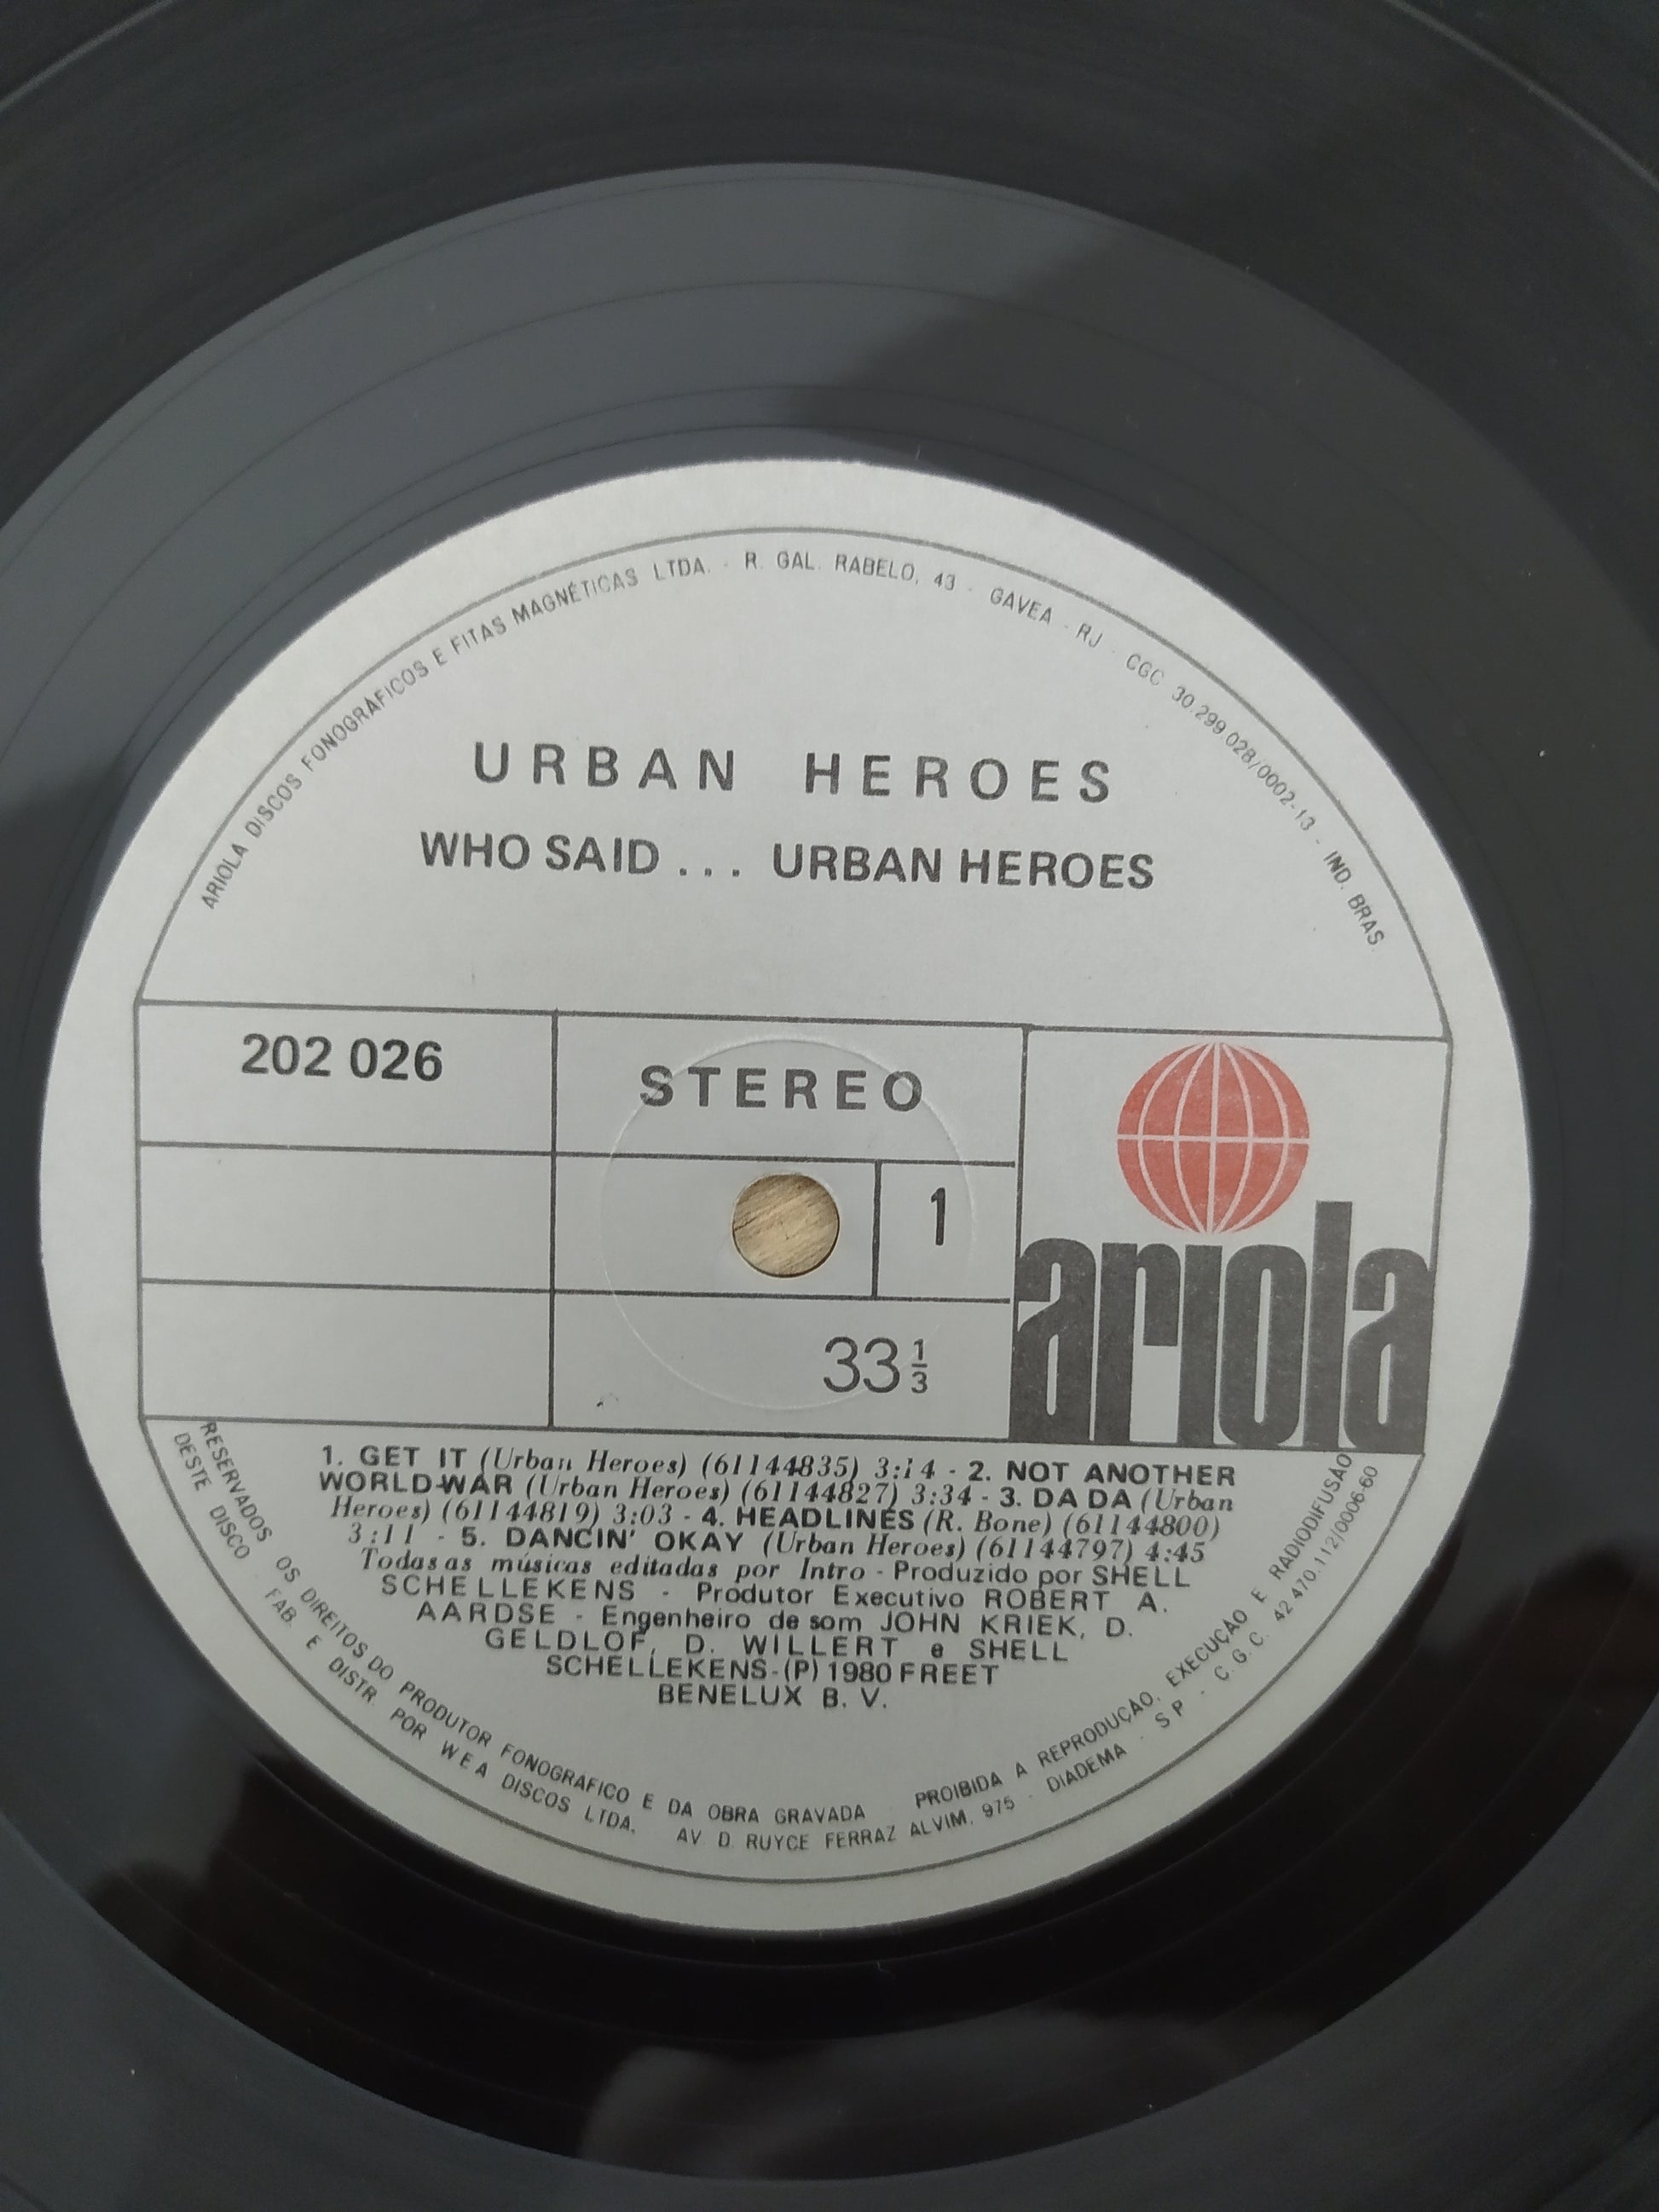 ARIOLA DISCOS FONOGRÁFICOS E FITAS MAGNÉTICAS LTDA. - R. GAL. RABELO, 43 - GAVEA - RJ - CGC 30.299.028/0002-13 - IND. BRAS.
URBAN HEROES
WHO SAID ... URBAN HEROES
202 026
STEREO
1
33 1/3
ariola
1. GET IT (Urban Heroes) (61144835) 3:14 - 2. NOT ANOTHER
WORLD-WAR (Urban Heroes) (61144827) 3:34 - 3. DA DA (Urban
Heroes) (61144819) 3:03 - 4. HEADLINES (R. Bone) (61144800)
3:11 - 5. DANCIN' OKAY (Urban Heroes) (61144797) 4:45
Todas as músicas editadas por Intro - Produzido por SHELL
SCHELLEKENS - Produtor Executivo ROBERT A.
AARDSE - Engenheiro de som JOHN KRIEK, D.
GELDLOF, D. WILLERT e SHELL
SCHELLEKENS - (P) 1980 FREET
BENELUX B. V.
RESERVADOS OS DIREITOS DO PRODUTOR FONOGRÁFICO E DA OBRA GRAVADA PROIBIDA A REPRODUÇÃO, EXECUÇÃO E RADIODIFUSÃO
DESTE DISCO - FAB. E DISTR. POR WEA DISCOS LTDA. AV D RUYCE FERRAZ ALVIM, 975 - DIADEMA - SP - C.G.C. 42.470.112/0006-60